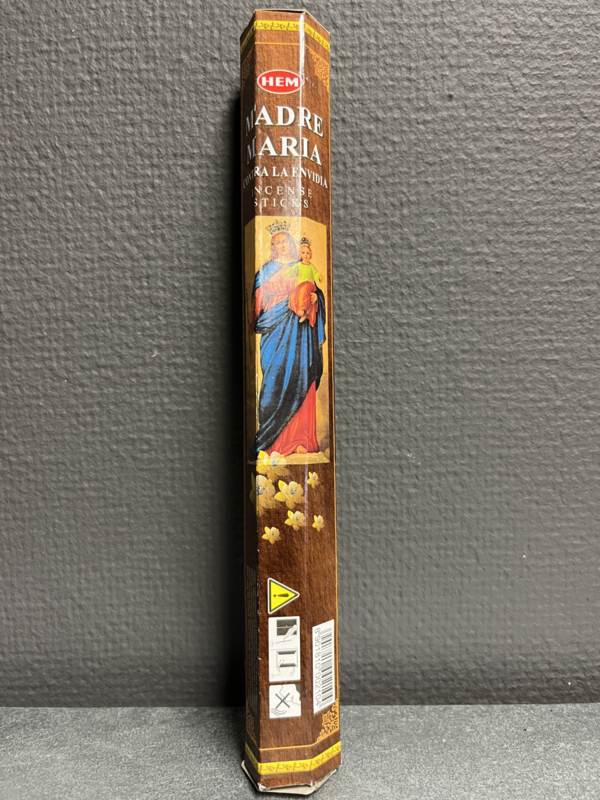 HEM
MADRE
MARIA
CONTRA LA ENVIDIA
INCENSE
STICKS